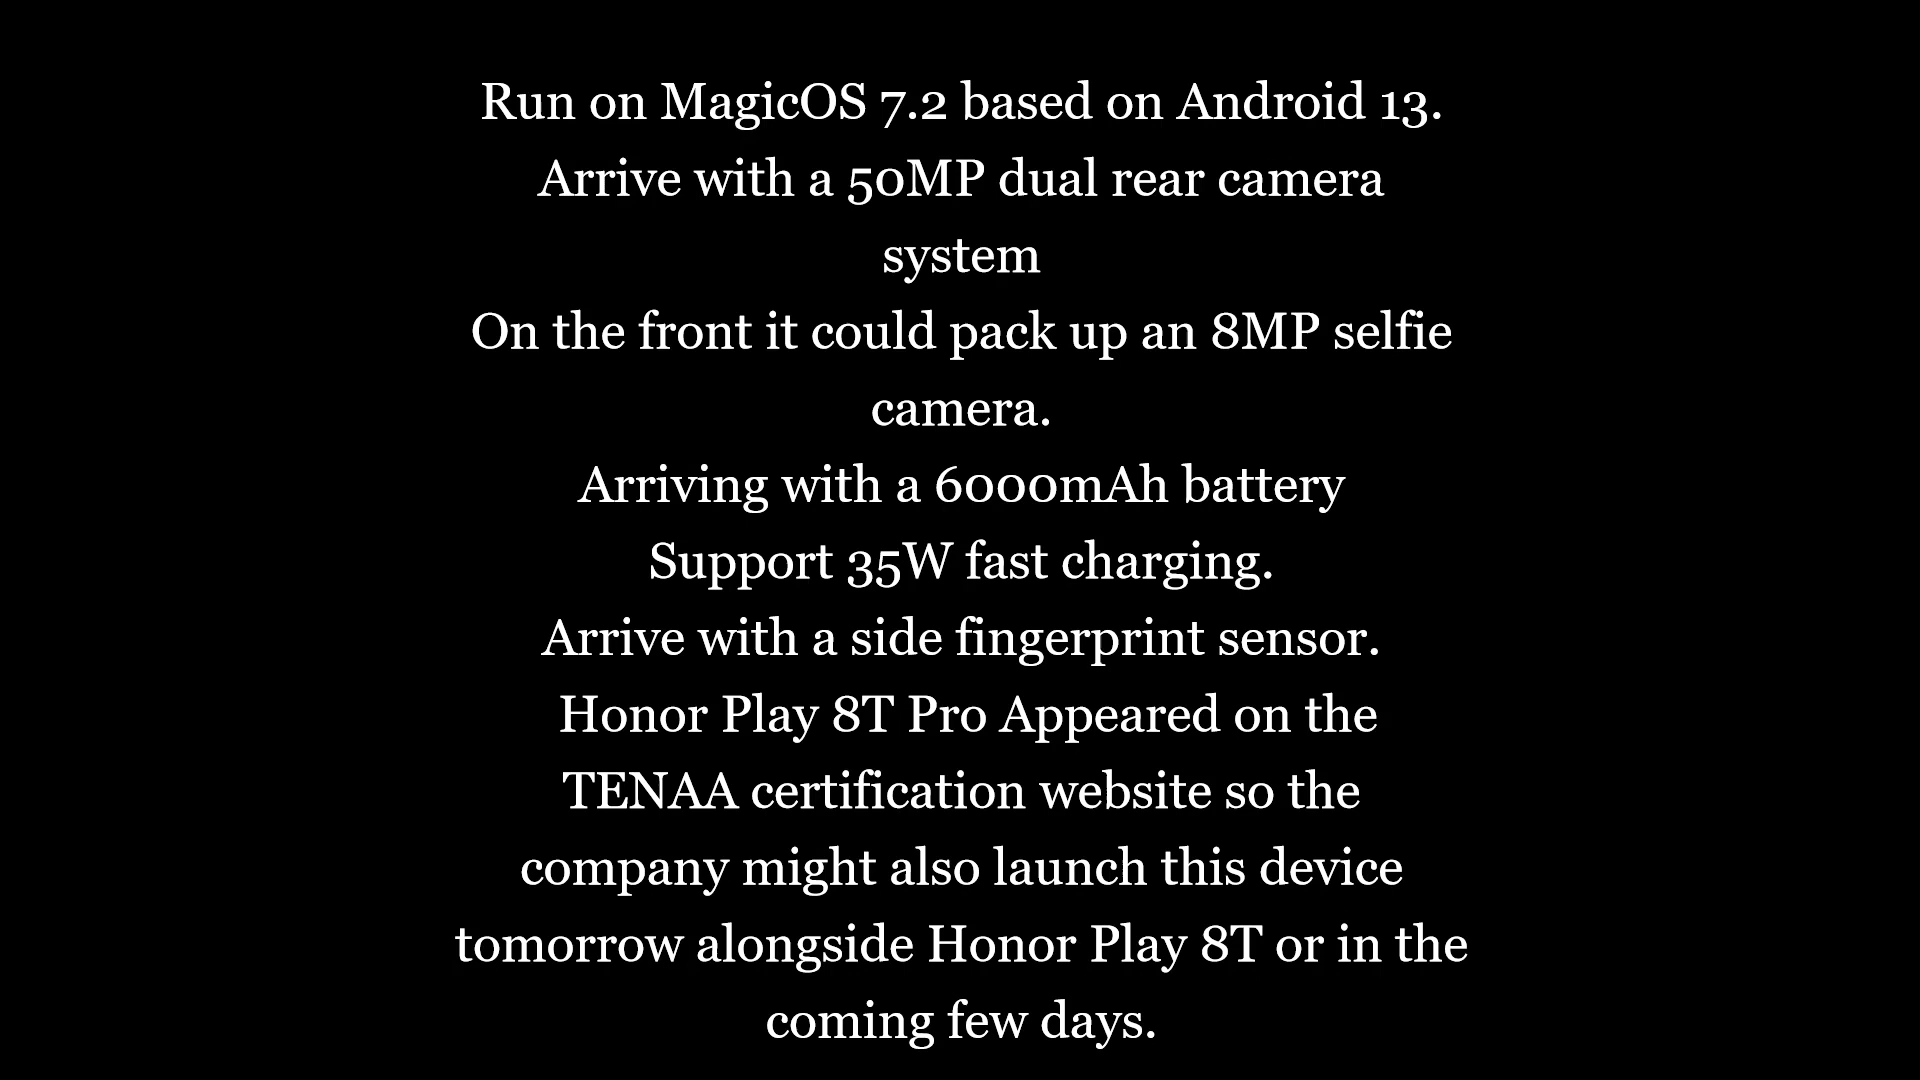 Run on MagicOS 7.2 based on Android 13.
Arrive with a 50MP dual rear camera
system
On the front it could pack up an 8MP selfie
camera.
Arriving with a 6000mAh battery
Support 35W fast charging.
Arrive with a side fingerprint sensor.
Honor Play 8T Pro Appeared on the
TENAA certification website so the
company might also launch this device
tomorrow alongside Honor Play 8T or in the
coming few days.